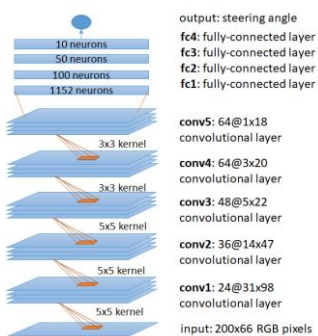 output: steering angle
10 neurons
50 neurons
100 neurons
1152 neurons
fc4: fully-connected layer
fc3: fully-connected layer
fc2: fully-connected layer
fc1: fully-connected layer
conv5: 64@1x18
convolutional layer
3x3 kernel
conv4: 64@3x20
convolutional layer
3x3 kernel
conv3: 48@5x22
convolutional layer
5x5 kernel
conv2: 36@14x47
convolutional layer
5x5 kernel
conv1: 24@31x98
convolutional layer
5x5 kernel
input: 200x66 RGB pixels